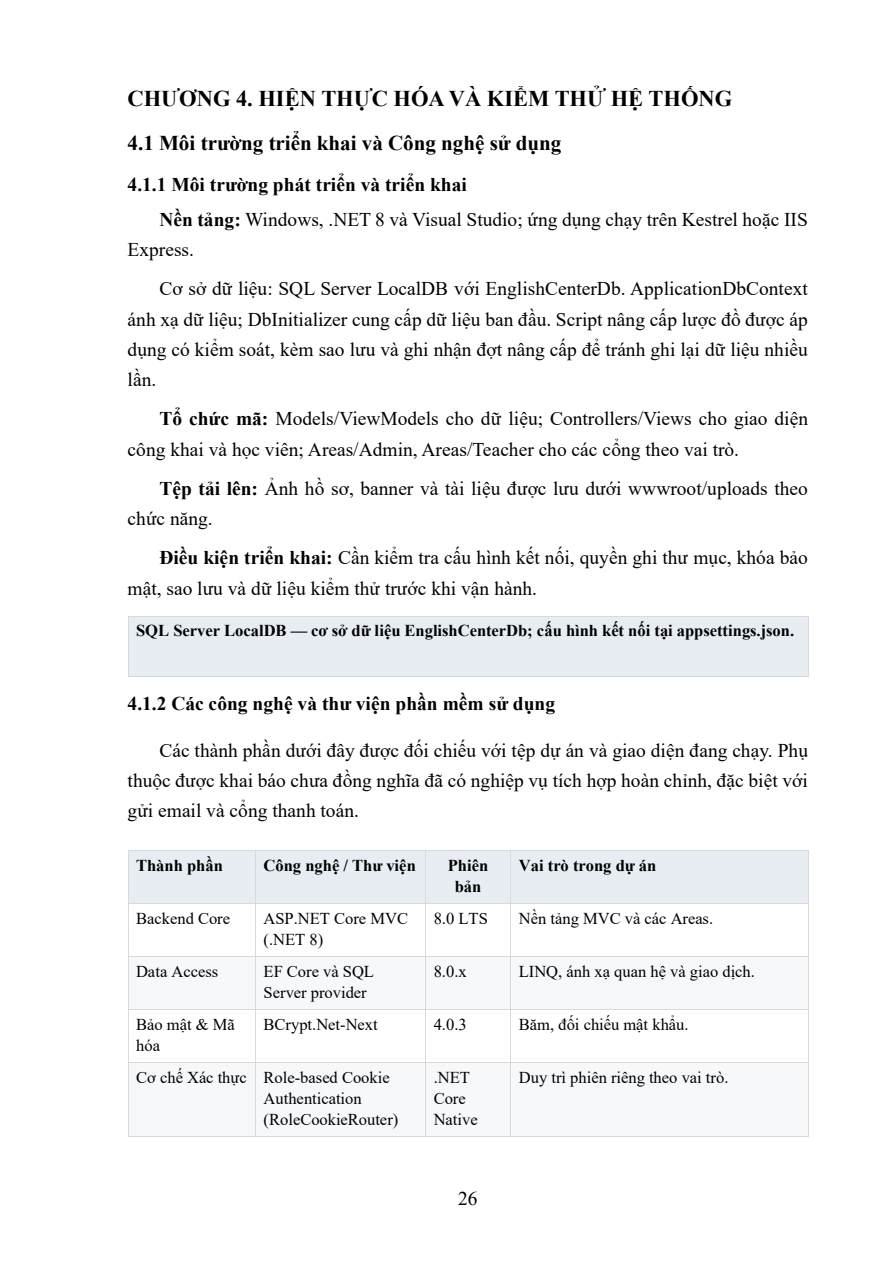 CHƯƠNG 4. HIỆN THỰC HÓA VÀ KIỂM THỬ HỆ THỐNG
4.1 Môi trường triển khai và Công nghệ sử dụng
4.1.1 Môi trường phát triển và triển khai
Nền tảng: Windows, .NET 8 và Visual Studio; ứng dụng chạy trên Kestrel hoặc IIS
Express.
Cơ sở dữ liệu: SQL Server LocalDB với EnglishCenterDb. ApplicationDbContext
ánh xạ dữ liệu; DbInitializer cung cấp dữ liệu ban đầu. Script nâng cấp lược đồ được áp
dụng có kiểm soát, kèm sao lưu và ghi nhận đợt nâng cấp để tránh ghi lại dữ liệu nhiều
lần.
Tổ chức mã: Models/ViewModels cho dữ liệu; Controllers/Views cho giao diện
công khai và học viên; Areas/Admin, Areas/Teacher cho các cổng theo vai trò.
Tệp tải lên: Ảnh hồ sơ, banner và tài liệu được lưu dưới wwwroot/uploads theo
chức năng.
Điều kiện triển khai: Cần kiểm tra cấu hình kết nối, quyền ghi thư mục, khóa bảo
mật, sao lưu và dữ liệu kiểm thử trước khi vận hành.
SQL Server LocalDB — cơ sở dữ liệu EnglishCenterDb; cấu hình kết nối tại appsettings.json.
4.1.2 Các công nghệ và thư viện phần mềm sử dụng
Các thành phần dưới đây được đối chiếu với tệp dự án và giao diện đang chạy. Phụ
thuộc được khai báo chưa đồng nghĩa đã có nghiệp vụ tích hợp hoàn chỉnh, đặc biệt với
gửi email và cổng thanh toán.
Thành phần Công nghệ / Thư viện Phiên Vai trò trong dự án
bản
Backend Core ASP.NET Core MVC 8.0 LTS Nền tảng MVC và các Areas.
(.NET 8)
Data Access EF Core và SQL 8.0.x LINQ, ánh xạ quan hệ và giao dịch.
Server provider
Bảo mật & Mã BCrypt.Net-Next 4.0.3 Băm, đối chiếu mật khẩu.
hóa
Cơ chế Xác thực Role-based Cookie .NET Duy trì phiên riêng theo vai trò.
Authentication Core
(RoleCookieRouter) Native
26